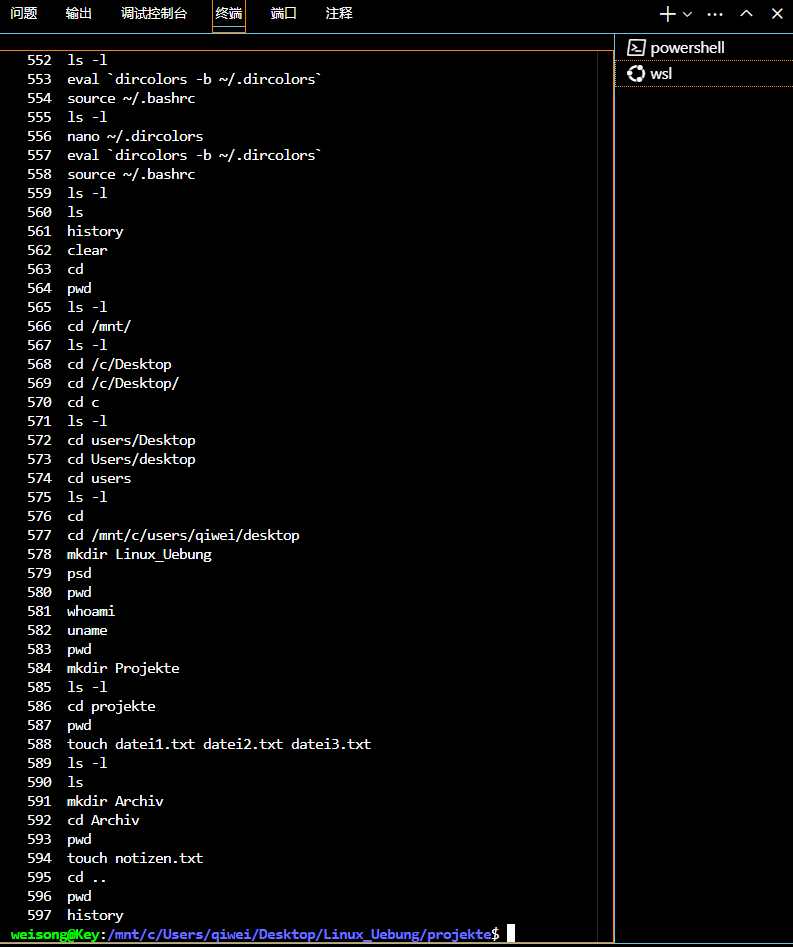 问题 输出 调试控制台 终端 端口 注释
powershell
wsl
552 ls -l
553 eval `dircolors -b ~/.dircolors`
554 source ~/.bashrc
555 ls -l
556 nano ~/.dircolors
557 eval `dircolors -b ~/.dircolors`
558 source ~/.bashrc
559 ls -l
560 ls
561 history
562 clear
563 cd
564 pwd
565 ls -l
566 cd /mnt/
567 ls -l
568 cd /c/Desktop
569 cd /c/Desktop/
570 cd c
571 ls -l
572 cd users/Desktop
573 cd Users/desktop
574 cd users
575 ls -l
576 cd
577 cd /mnt/c/users/qiwei/desktop
578 mkdir Linux_Uebung
579 psd
580 pwd
581 whoami
582 uname
583 pwd
584 mkdir Projekte
585 ls -l
586 cd projekte
587 pwd
588 touch datei1.txt datei2.txt datei3.txt
589 ls -l
590 ls
591 mkdir Archiv
592 cd Archiv
593 pwd
594 touch notizen.txt
595 cd ..
596 pwd
597 history
weisong@Key:/mnt/c/Users/qiwei/Desktop/Linux_Uebung/projekte$